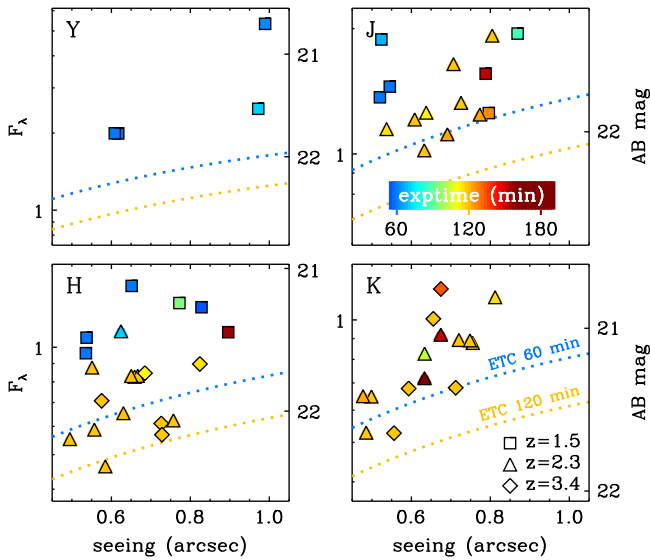 Y
J
21
22
22
1
1
F_λ
AB mag
exptime (min)
60
120
180
H
K
21
22
21
22
1
1
F_λ
AB mag
ETC 60 min
ETC 120 min
z=1.5
z=2.3
z=3.4
0.6
0.8
1.0
0.6
0.8
1.0
seeing (arcsec)
seeing (arcsec)